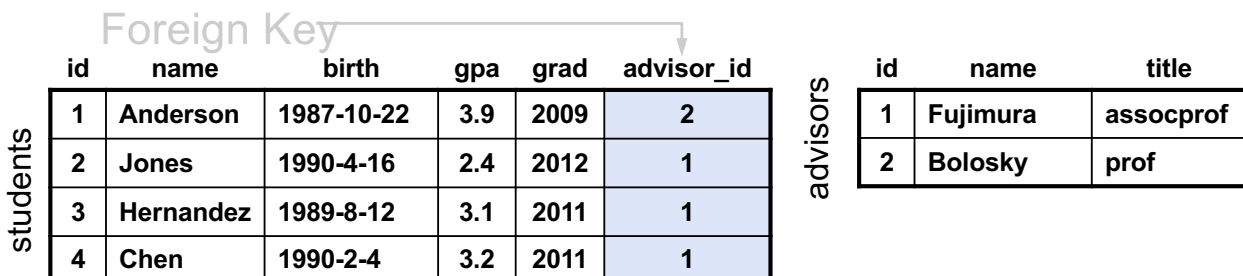 Foreign Key
id name birth gpa grad advisor_id
1 Anderson 1987-10-22 3.9 2009 2
2 Jones 1990-4-16 2.4 2012 1
3 Hernandez 1989-8-12 3.1 2011 1
4 Chen 1990-2-4 3.2 2011 1
students
id name title
1 Fujimura assocprof
2 Bolosky prof
advisors